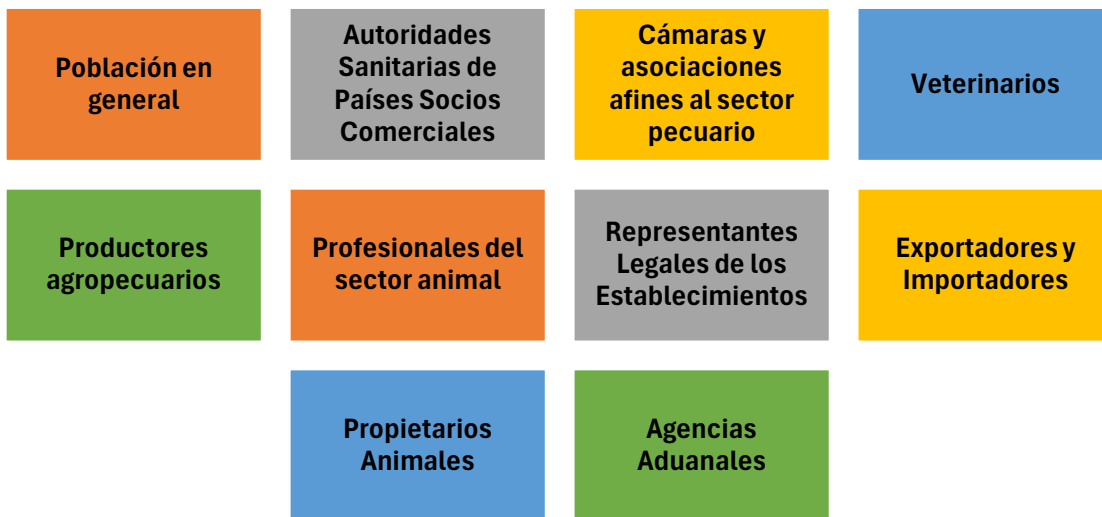 Población en
general
Autoridades
Sanitarias de
Países Socios
Comerciales
Cámaras y
asociaciones
afines al sector
pecuario
Veterinarios
Productores
agropecuarios
Profesionales del
sector animal
Representantes
Legales de los
Establecimientos
Exportadores y
Importadores
Propietarios
Animales
Agencias
Aduanales